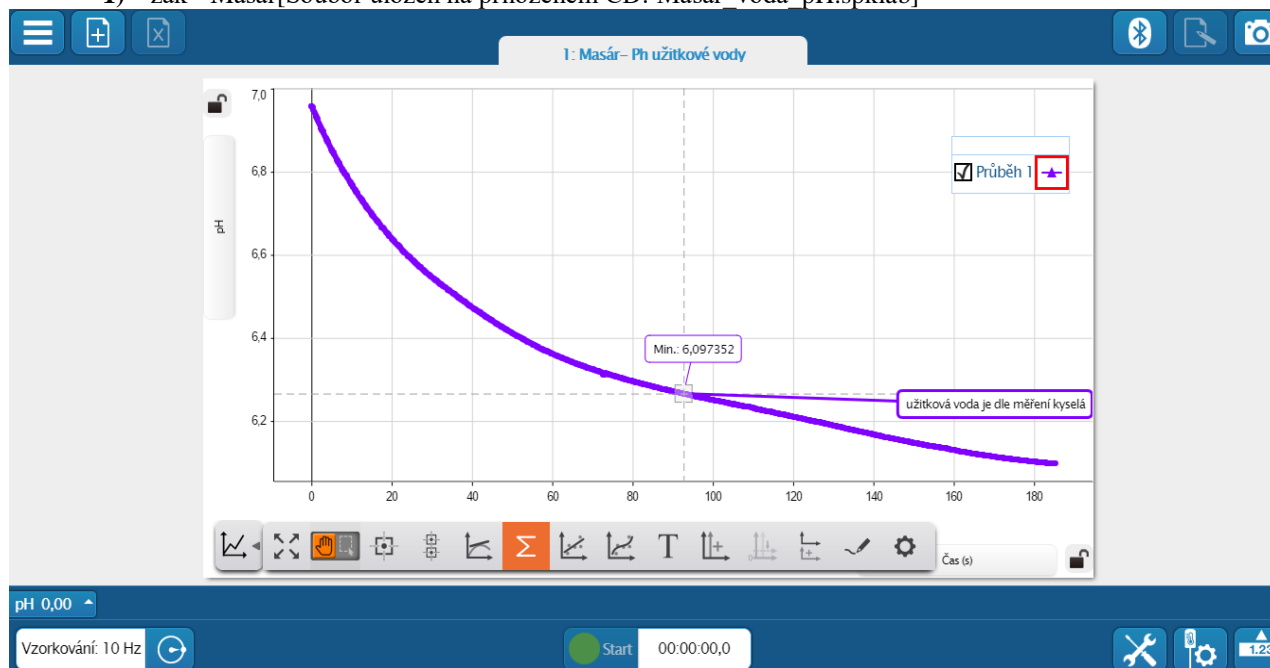 1: Masár– Ph užitkové vody
7,0
6,8
6,6
6,4
6,2
pH
Průběh 1
Min.: 6,097352
užitková voda je dle měření kyselá
0 20 40 60 80 100 120 140 160 180
Σ
T
Čas (s)
pH 0,00
Vzorkování: 10 Hz
Start
00:00:00,0
1.23